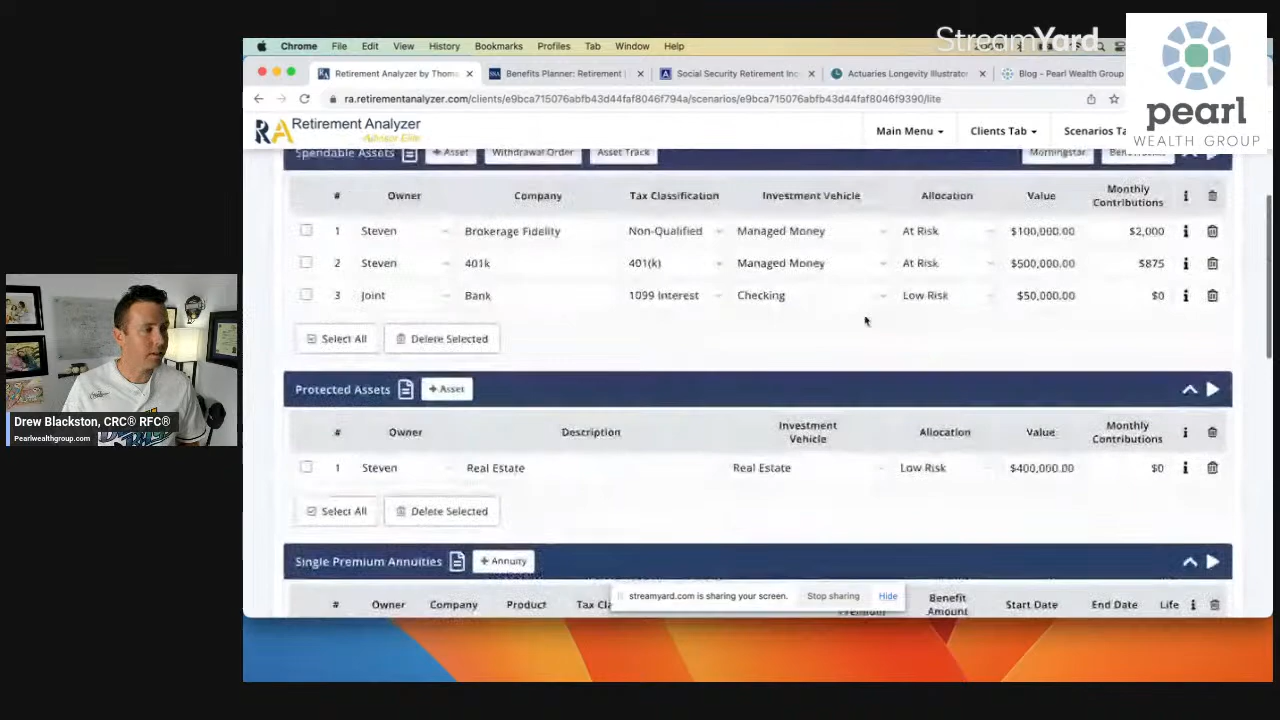 StreamYard
pearl
WEALTH GROUP
Chrome File Edit View History Bookmarks Profiles Tab Window Help
Retirement Analyzer by Thoma
Benefits Planner: Retirement
Social Security Retirement Inc
Actuaries Longevity Illustrator
Blog - Pearl Wealth Group
ra.retirementanalyzer.com/clients/e9bca715076abfb43d44faf8046f794a/scenarios/e9bca715076abfb43d44faf8046f9390/lite
RA Retirement Analyzer
Advisor Elite
Main Menu Clients Tab Scenarios Ta
Spendable Assets + Asset Withdrawal Order Asset Track Morningstar
# Owner Company Tax Classification Investment Vehicle Allocation Value Monthly Contributions
1 Steven Brokerage Fidelity Non-Qualified Managed Money At Risk $100,000.00 $2,000
2 Steven 401k 401(k) Managed Money At Risk $500,000.00 $875
3 Joint Bank 1099 Interest Checking Low Risk $50,000.00 $0
Select All Delete Selected
Protected Assets + Asset
# Owner Description Investment Vehicle Allocation Value Monthly Contributions
1 Steven Real Estate Real Estate Low Risk $400,000.00 $0
Select All Delete Selected
Single Premium Annuities + Annuity
# Owner Company Product Tax Cla Benefit Amount Start Date End Date Life
streamyard.com is sharing your screen. Stop sharing Hide
Drew Blackston, CRC® RFC®
Pearlwealthgroup.com